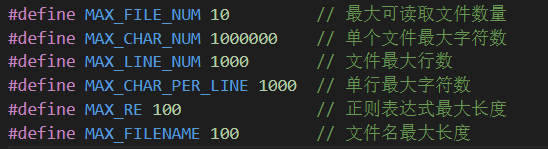 #define MAX_FILE_NUM 10 // 最大可读取文件数量
#define MAX_CHAR_NUM 1000000 // 单个文件最大字符数
#define MAX_LINE_NUM 1000 // 文件最大行数
#define MAX_CHAR_PER_LINE 1000 // 单行最大字符数
#define MAX_RE 100 // 正则表达式最大长度
#define MAX_FILENAME 100 // 文件名最大长度